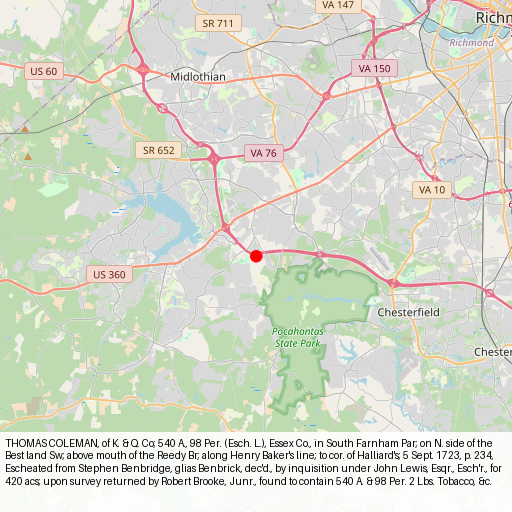 VA 147
SR 711
Richm
Richmond
US 60
Midlothian
VA 150
SR 652
VA 76
VA 10
US 360
Chesterfield
Pocahontas
State Park
Chester
THOMAS COLEMAN, of K. & Q. Co; 540 A., 98 Per. (Esch. L.), Essex Co., in South Farnham Par; on N. side of the
Best land Sw; above mouth of the Reedy Br; along Henry Baker's line; to cor. of Halliard's; 5 Sept. 1723, p. 234,
Escheated from Stephen Benbridge, glias Benbrick, dec'd., by inquisition under John Lewis, Esqr., Esch'r., for
420 acs; upon survey returned by Robert Brooke, Junr., found to contain 540 A. & 98 Per. 2 Lbs. Tobacco, &c.